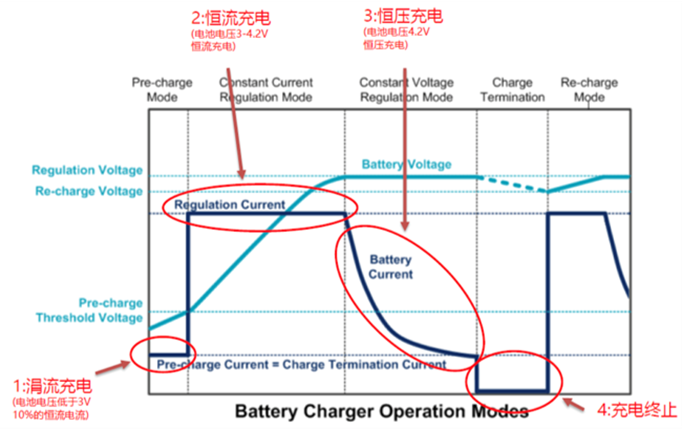 2:恒流充电
(电池电压3-4.2V
恒流充电)
3:恒压充电
(电池电压4.2V
恒压充电)
Pre-charge
Mode
Constant Current
Regulation Mode
Constant Voltage
Regulation Mode
Charge
Termination
Re-charge
Mode
Regulation Voltage
Battery Voltage
Re-charge Voltage
Regulation Current
Battery
Current
Pre-charge
Threshold Voltage
Pre-charge Current = Charge Termination Current
1:涓流充电
(电池电压低于3V
10%的恒流电流)
Battery Charger Operation Modes
4:充电终止